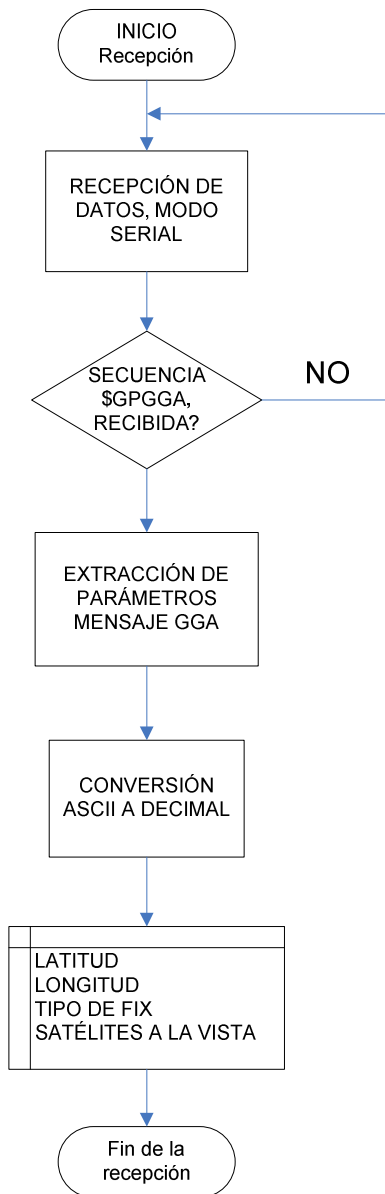 INICIO
Recepción
RECEPCIÓN DE
DATOS, MODO
SERIAL
SECUENCIA
$GPGGA,
RECIBIDA?
NO
EXTRACCIÓN DE
PARÁMETROS
MENSAJE GGA
CONVERSIÓN
ASCII A DECIMAL
LATITUD
LONGITUD
TIPO DE FIX
SATÉLITES A LA VISTA
Fin de la
recepción